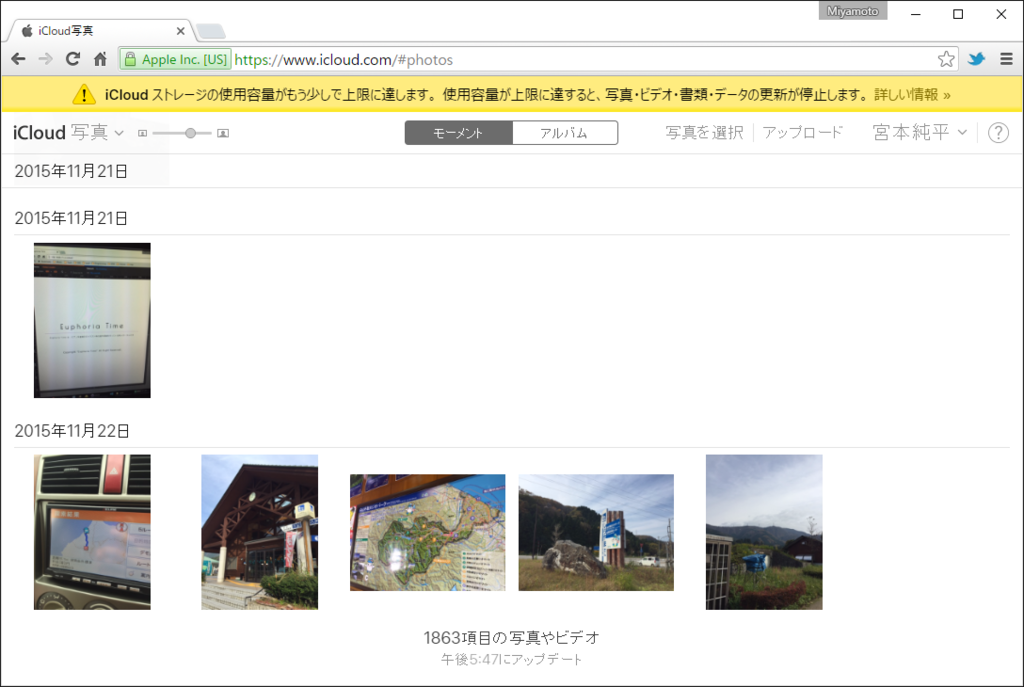 Miyamoto
iCloud写真
Apple Inc. [US] https://www.icloud.com/#photos
iCloud ストレージの使用容量がもう少しで上限に達します。 使用容量が上限に達すると、写真・ビデオ・書類・データの更新が停止します。 詳しい情報 »
iCloud 写真 モーメント アルバム 写真を選択 アップロード 宮本純平 ?
2015年11月21日
2015年11月21日
Euphoria Time
2015年11月22日
1863項目の写真やビデオ
午後5:47にアップデート